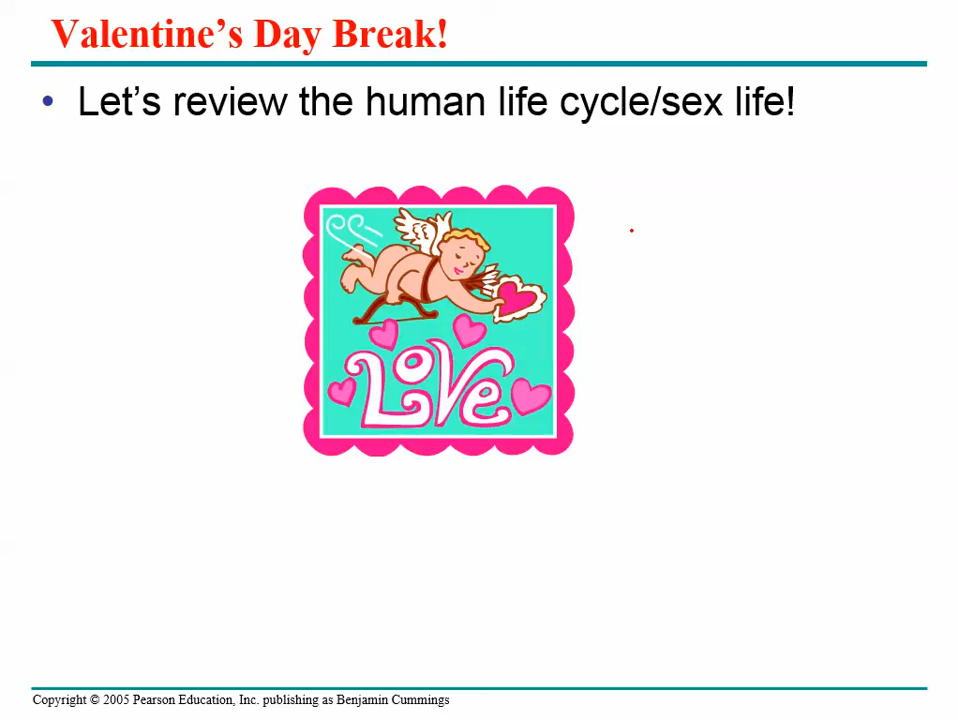 Valentine’s Day Break!
• Let’s review the human life cycle/sex life!
LOVE
Copyright © 2005 Pearson Education, Inc. publishing as Benjamin Cummings